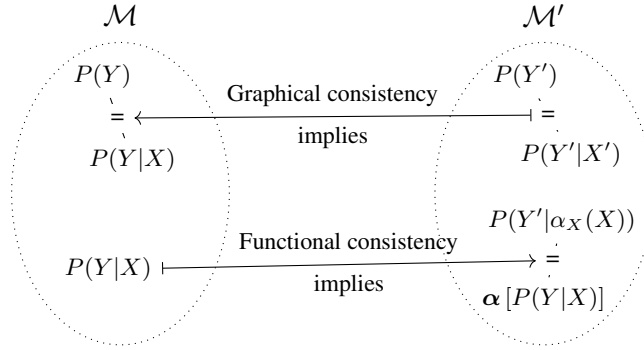 ℳ ℳ′
P(Y) P(Y′)
Graphical consistency
= =
implies
P(Y|X) P(Y′|X′)
P(Y′|α_X(X))
Functional consistency
P(Y|X) =
implies
𝜶[P(Y|X)]